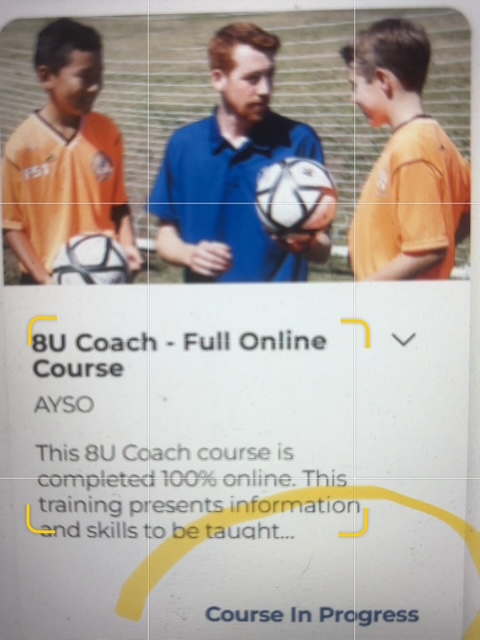 8U Coach - Full Online
Course
AYSO
This 8U Coach course is
completed 100% online. This
training presents information
and skills to be taught...
Course In Progress